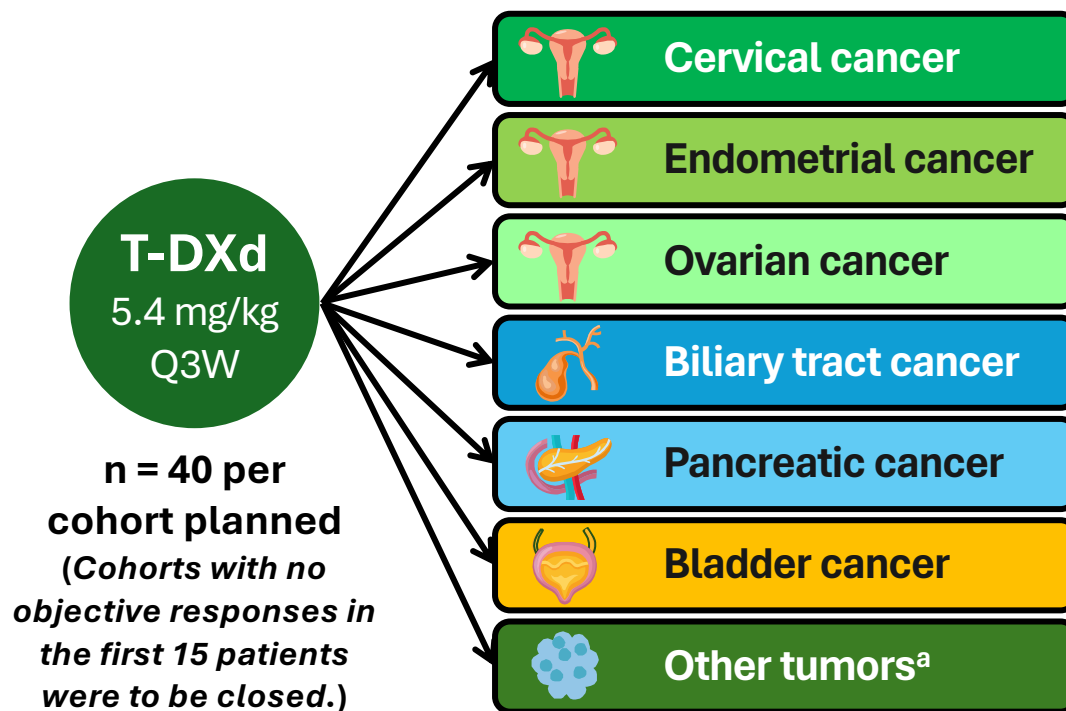 T-DXd
5.4 mg/kg
Q3W
n = 40 per
cohort planned
(Cohorts with no
objective responses in
the first 15 patients
were to be closed.)
Cervical cancer
Endometrial cancer
Ovarian cancer
Biliary tract cancer
Pancreatic cancer
Bladder cancer
Other tumorsᵃ